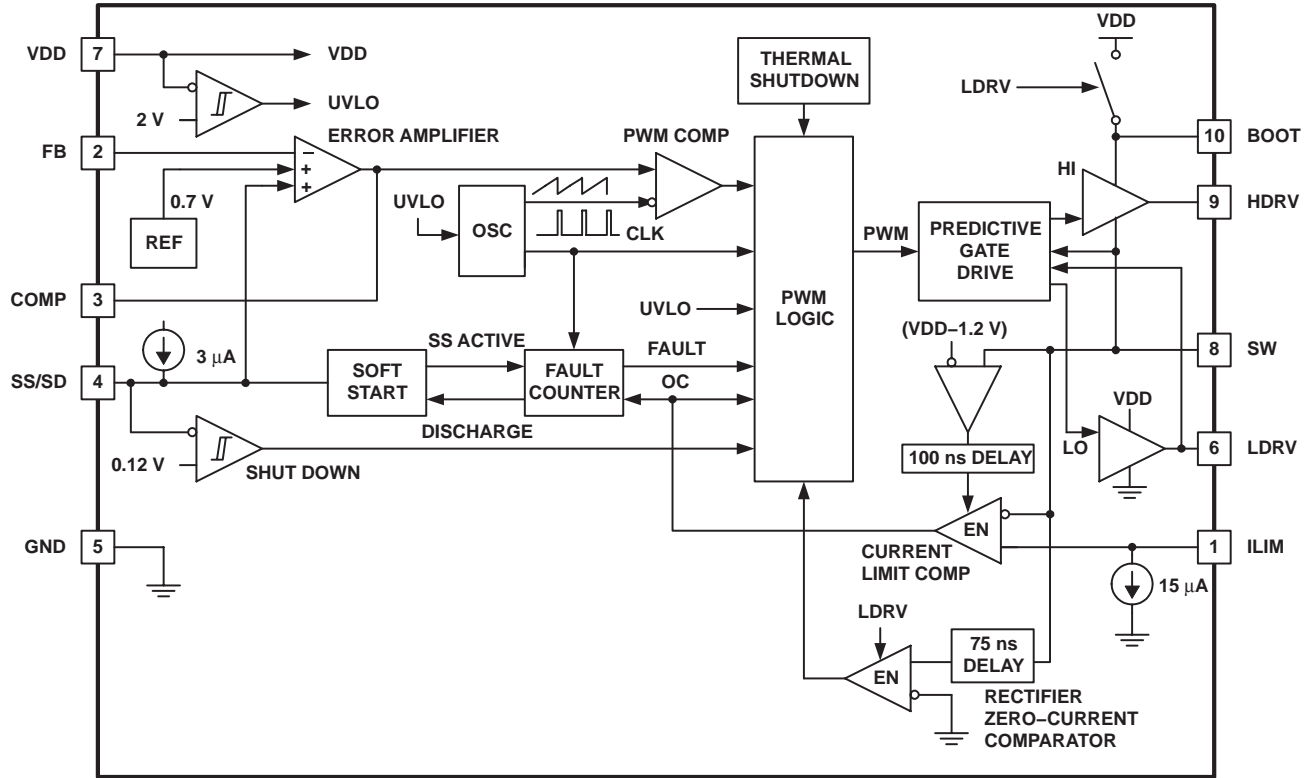 VDD
7
VDD
UVLO
2 V
ERROR AMPLIFIER
FB
2
−
+
+
0.7 V
REF
COMP
3
3 μA
SS/SD
4
0.12 V
SHUT DOWN
GND
5
UVLO
OSC
CLK
PWM COMP
SS ACTIVE
SOFT
START
FAULT
COUNTER
FAULT
OC
DISCHARGE
THERMAL
SHUTDOWN
UVLO
PWM
LOGIC
PWM
PREDICTIVE
GATE
DRIVE
VDD
LDRV
10
BOOT
HI
9
HDRV
(VDD−1.2 V)
8
SW
VDD
LO
6
LDRV
100 ns DELAY
EN
CURRENT
LIMIT COMP
1
ILIM
15 μA
LDRV
EN
75 ns
DELAY
RECTIFIER
ZERO−CURRENT
COMPARATOR